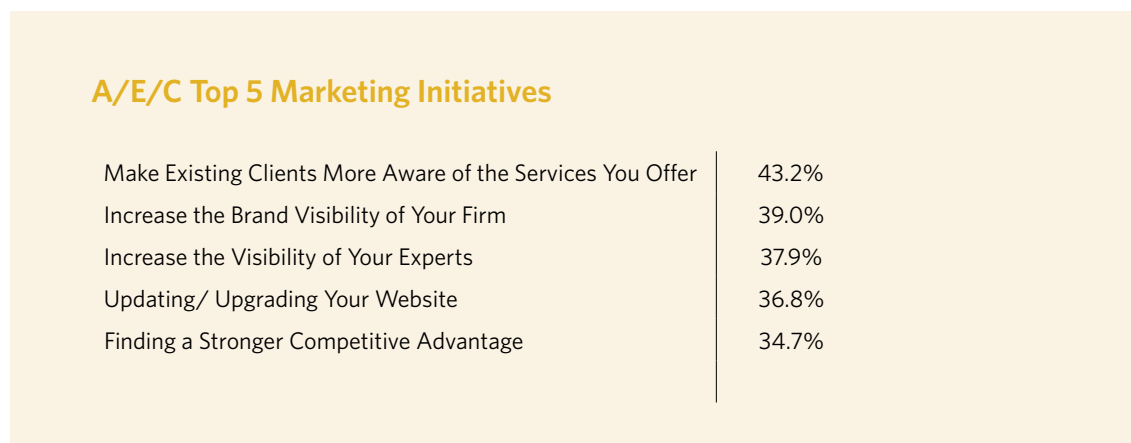 A/E/C Top 5 Marketing Initiatives
Make Existing Clients More Aware of the Services You Offer 43.2%
Increase the Brand Visibility of Your Firm 39.0%
Increase the Visibility of Your Experts 37.9%
Updating/ Upgrading Your Website 36.8%
Finding a Stronger Competitive Advantage 34.7%